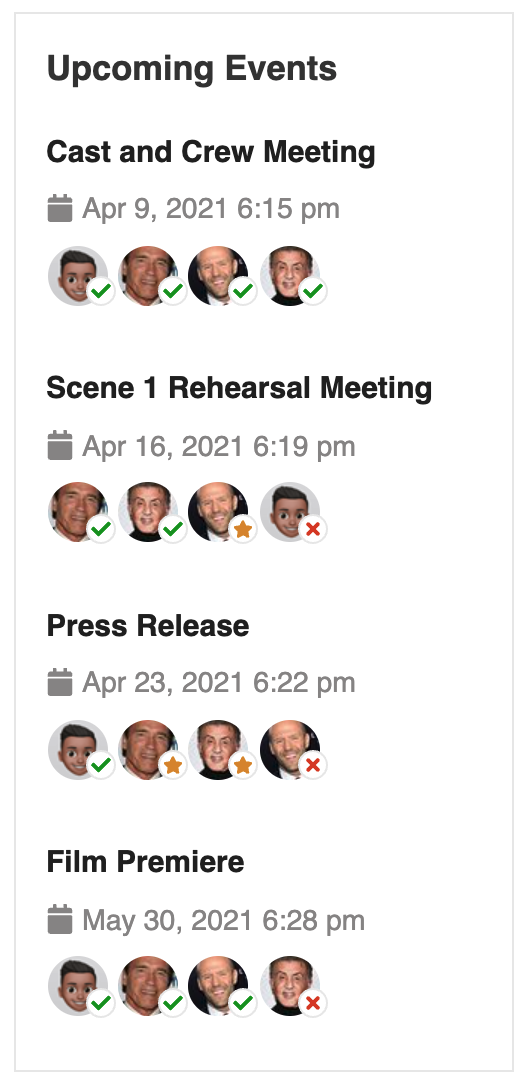 Upcoming Events
Cast and Crew Meeting
Apr 9, 2021 6:15 pm
Scene 1 Rehearsal Meeting
Apr 16, 2021 6:19 pm
Press Release
Apr 23, 2021 6:22 pm
Film Premiere
May 30, 2021 6:28 pm